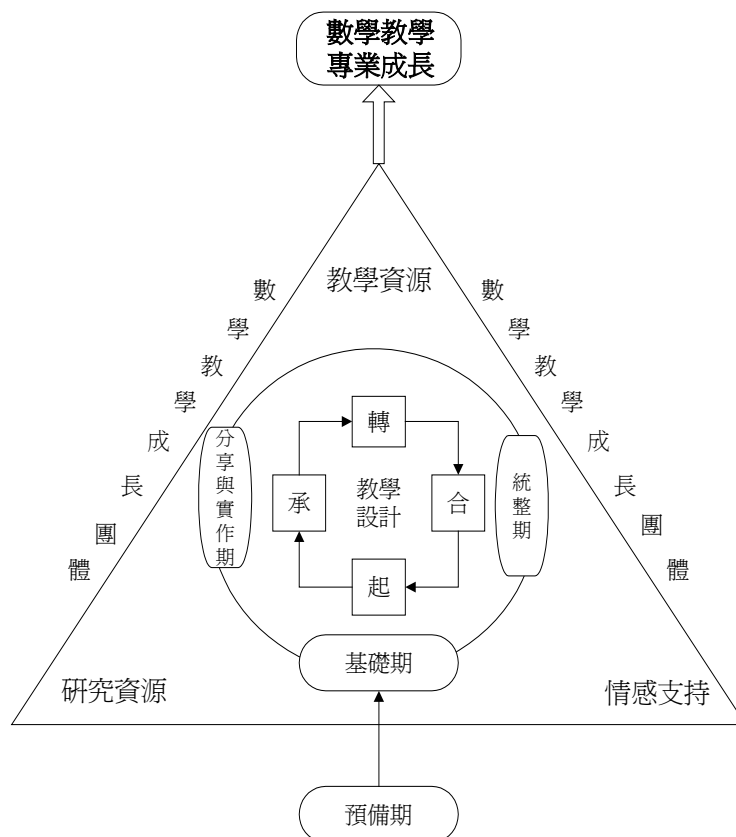 數學教學
專業成長
教學資源
數學教學成長團體
數學教學成長團體
轉
分享與實作期
承
教學
設計
合
統整期
起
基礎期
研究資源
情感支持
預備期